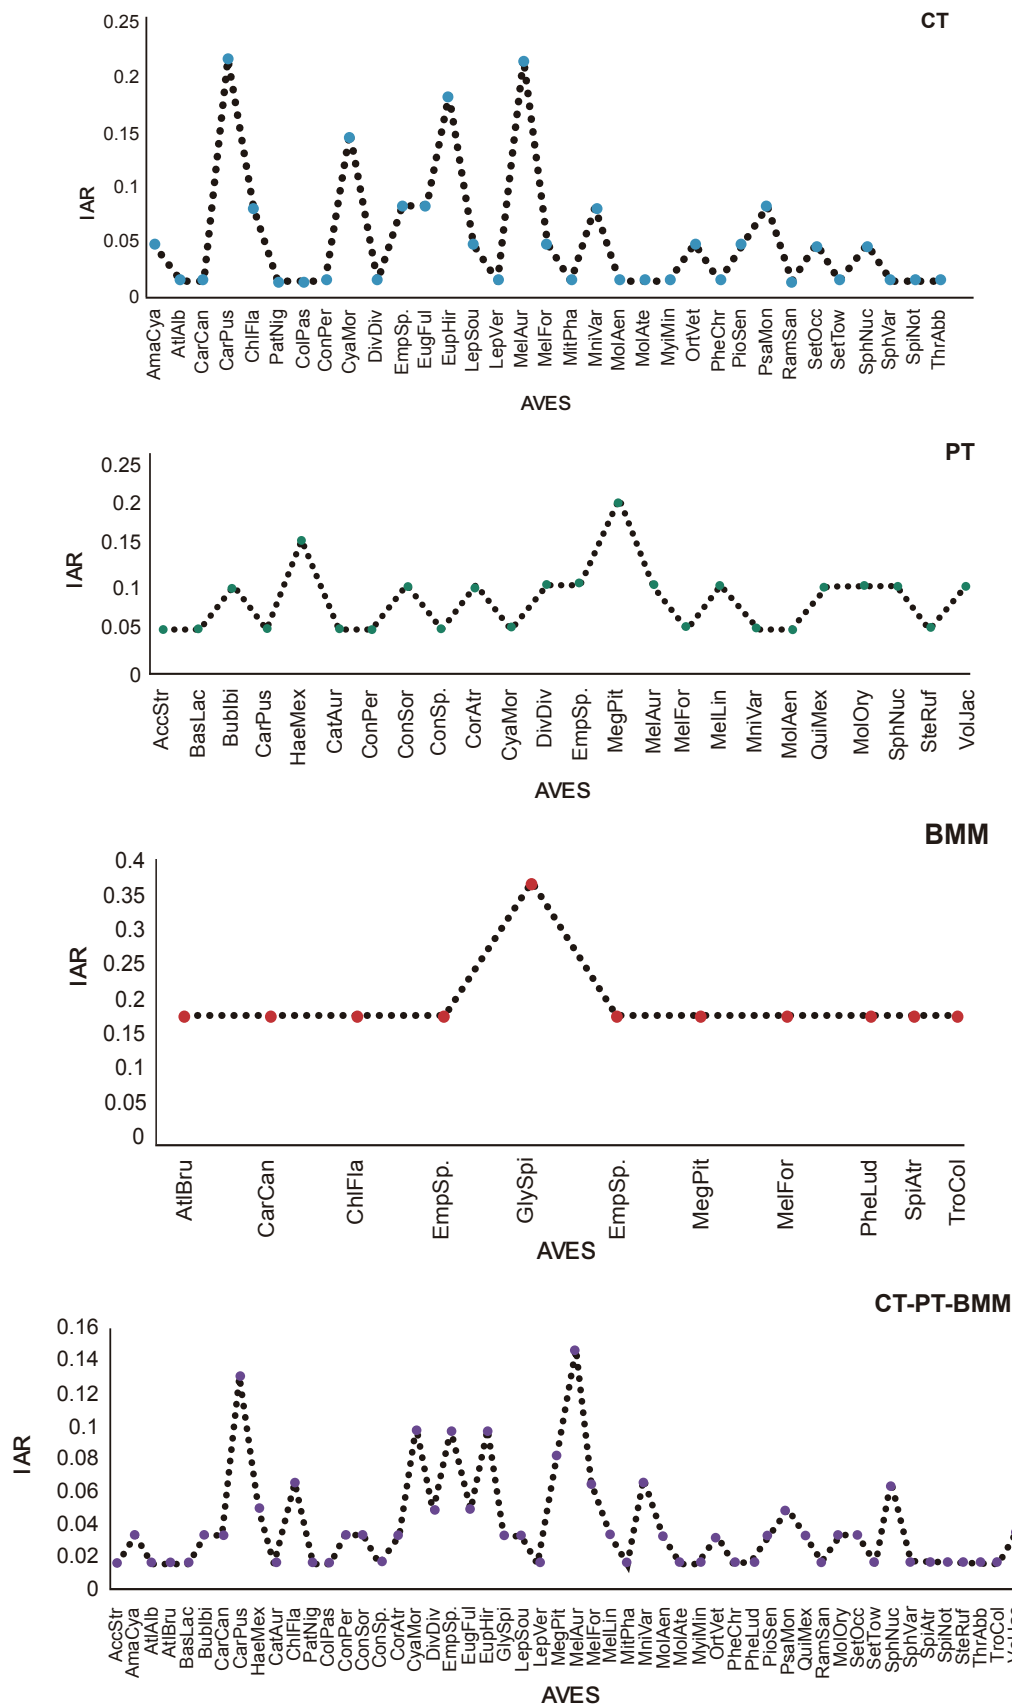 CT
0.25
0.2
0.15
0.1
0.05
0
IAR
AmaCya AtlAlb CarCan CarPus ChlFla PatNig ColPas ConPer CyaMor DivDiv EmpSp. EugFul EupHir LepSou LepVer MelAur MelFor MitPha MniVar MolAen MolAte MyiMin OrtVet PheChr PioSen PsaMon RamSan SetOcc SetTow SphNuc SphVar SpiNot ThrAbb
AVES
PT
0.25
0.2
0.15
0.1
0.05
0
IAR
AccStr BasLac BubIbi CarPus HaeMex CatAur ConPer ConSor ConSp. CorAtr CyaMor DivDiv EmpSp. MegPit MelAur MelFor MelLin MniVar MolAen QuiMex MolOry SphNuc SteRuf VolJac
AVES
BMM
0.4
0.35
0.3
0.25
0.2
0.15
0.1
0.05
0
IAR
AtlBru CarCan ChlFla EmpSp. GlySpi EmpSp. MegPit MelFor PheLud SpiAtr TroCol
AVES
CT-PT-BMM
0.16
0.14
0.12
0.1
0.08
0.06
0.04
0.02
0
IAR
AccStr AmaCya AtlAlb AtlBru BasLac BubIbi CarCan CarPus HaeMex CatAur ChlFla PatNig ColPas ConPer ConSor ConSp. CorAtr CyaMor DivDiv EmpSp. EugFul EupHir GlySpi LepSou LepVer MegPit MelAur MelFor MelLin MitPha MniVar MolAen MolAte MyiMin OrtVet PheChr PheLud PioSen PsaMon QuiMex RamSan MolOry SetOcc SetTow SphNuc SphVar SpiAtr SpiNot SteRuf ThrAbb TroCol
AVES